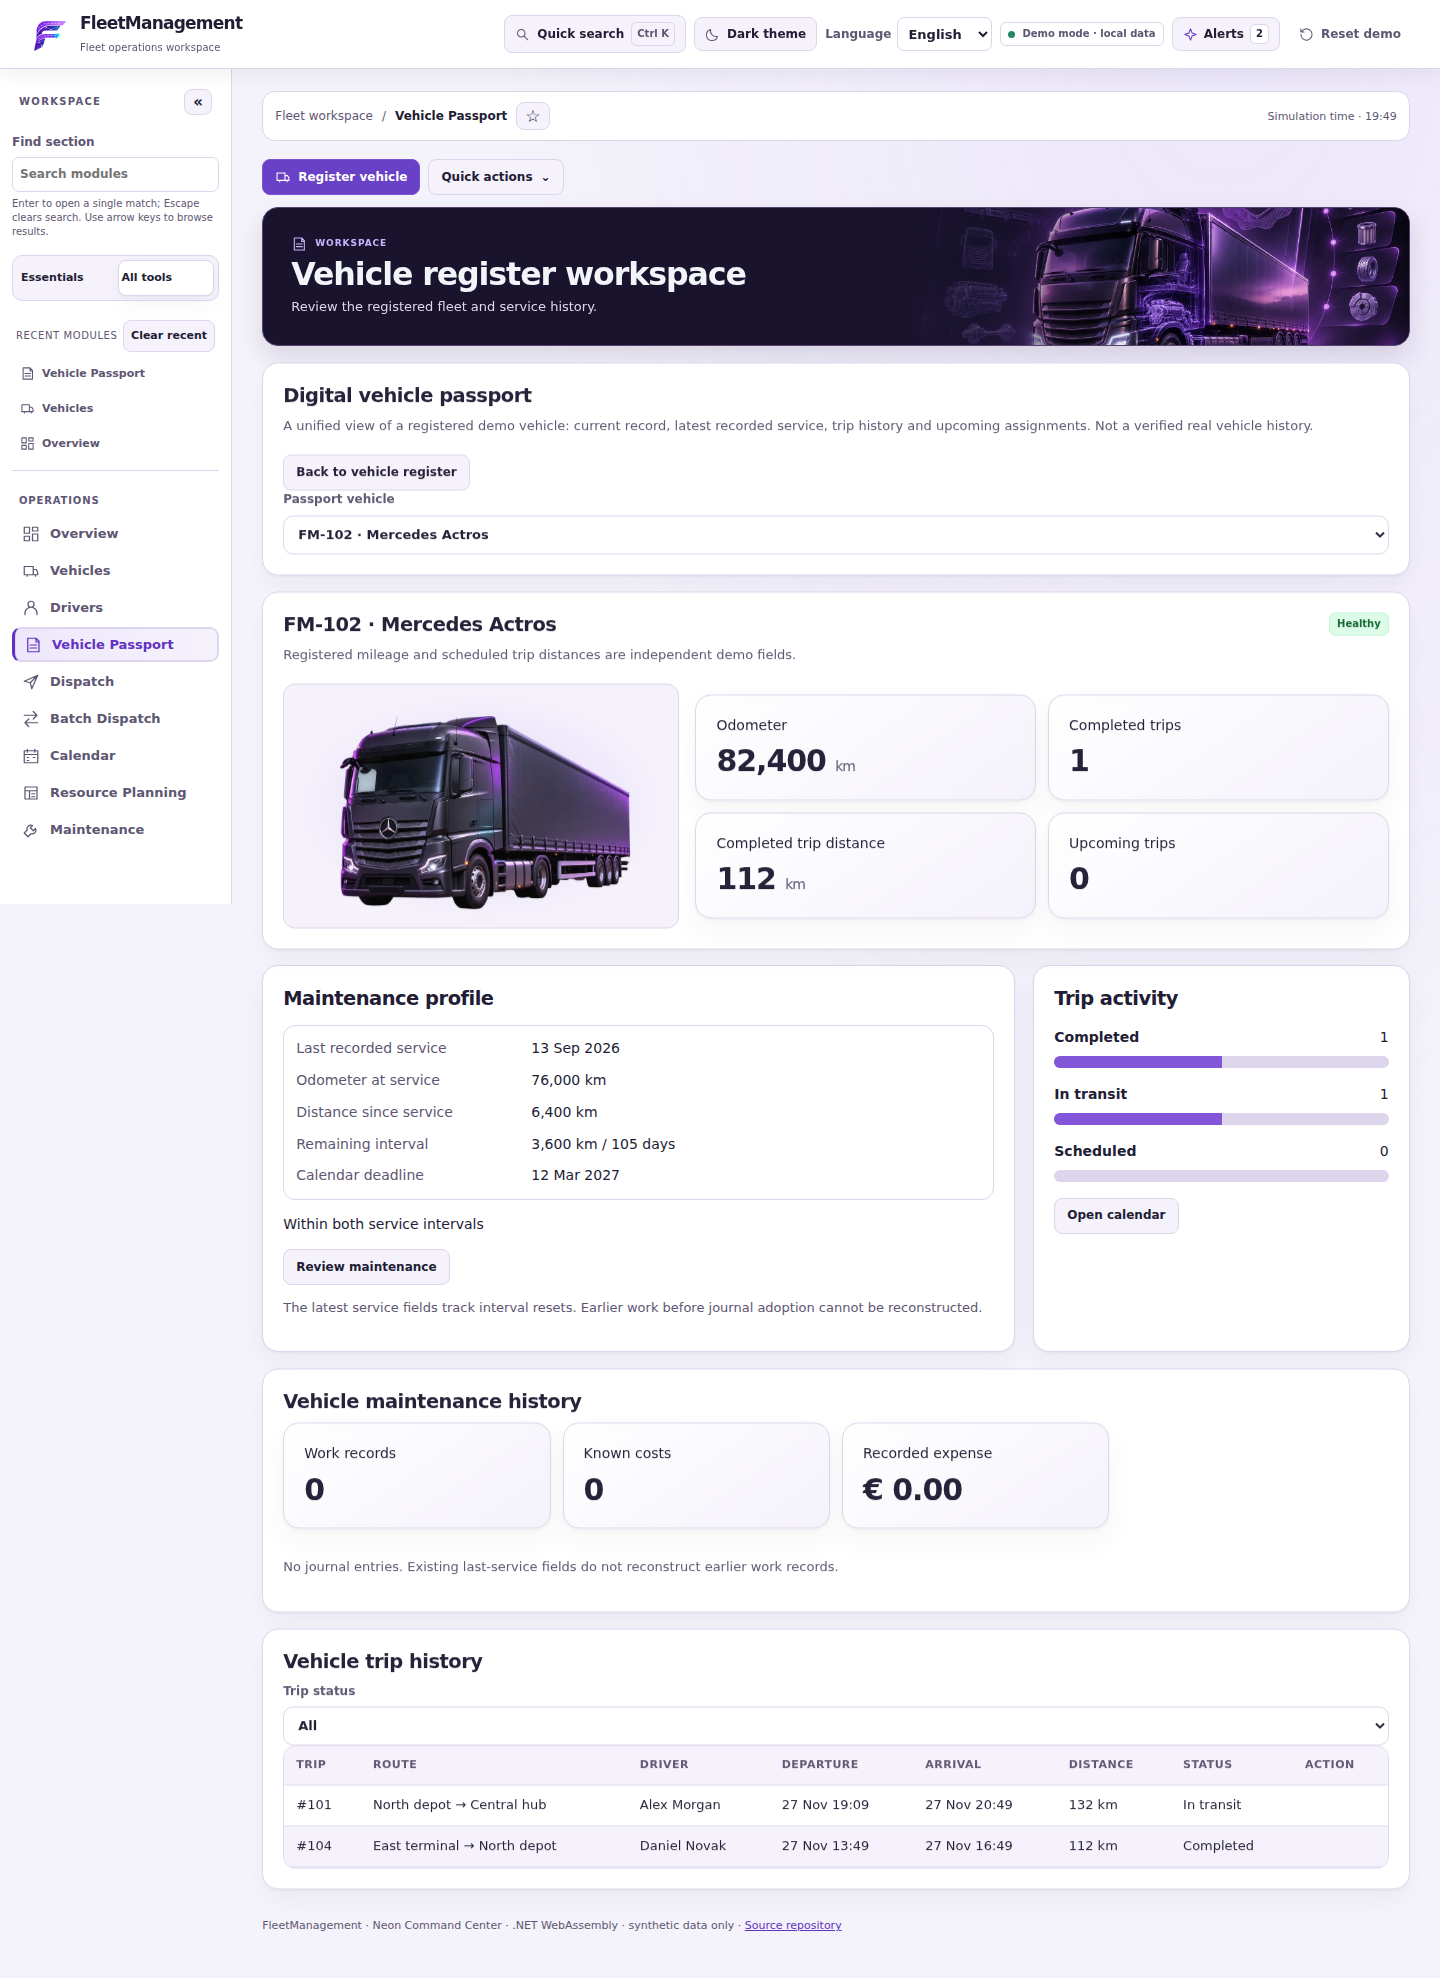 FleetManagement
Fleet operations workspace
Quick search Ctrl K
Dark theme
Language English
Demo mode · local data
Alerts 2
Reset demo
WORKSPACE «
Find section
Search modules
Enter to open a single match; Escape
clears search. Use arrow keys to browse
results.
Essentials All tools
RECENT MODULES Clear recent
Vehicle Passport
Vehicles
Overview
OPERATIONS
Overview
Vehicles
Drivers
Vehicle Passport
Dispatch
Batch Dispatch
Calendar
Resource Planning
Maintenance
Fleet workspace / Vehicle Passport ☆
Simulation time · 19:49
Register vehicle
Quick actions
WORKSPACE
Vehicle register workspace
Review the registered fleet and service history.
Digital vehicle passport
A unified view of a registered demo vehicle: current record, latest recorded service, trip history and upcoming assignments. Not a verified real vehicle history.
Back to vehicle register
Passport vehicle
FM-102 · Mercedes Actros
FM-102 · Mercedes Actros
Healthy
Registered mileage and scheduled trip distances are independent demo fields.
Odometer
82,400 km
Completed trips
1
Completed trip distance
112 km
Upcoming trips
0
Maintenance profile
Last recorded service 13 Sep 2026
Odometer at service 76,000 km
Distance since service 6,400 km
Remaining interval 3,600 km / 105 days
Calendar deadline 12 Mar 2027
Within both service intervals
Review maintenance
The latest service fields track interval resets. Earlier work before journal adoption cannot be reconstructed.
Trip activity
Completed 1
In transit 1
Scheduled 0
Open calendar
Vehicle maintenance history
Work records
0
Known costs
0
Recorded expense
€ 0.00
No journal entries. Existing last-service fields do not reconstruct earlier work records.
Vehicle trip history
Trip status
All
TRIP ROUTE DRIVER DEPARTURE ARRIVAL DISTANCE STATUS ACTION
#101 North depot → Central hub Alex Morgan 27 Nov 19:09 27 Nov 20:49 132 km In transit
#104 East terminal → North depot Daniel Novak 27 Nov 13:49 27 Nov 16:49 112 km Completed
FleetManagement · Neon Command Center · .NET WebAssembly · synthetic data only · Source repository